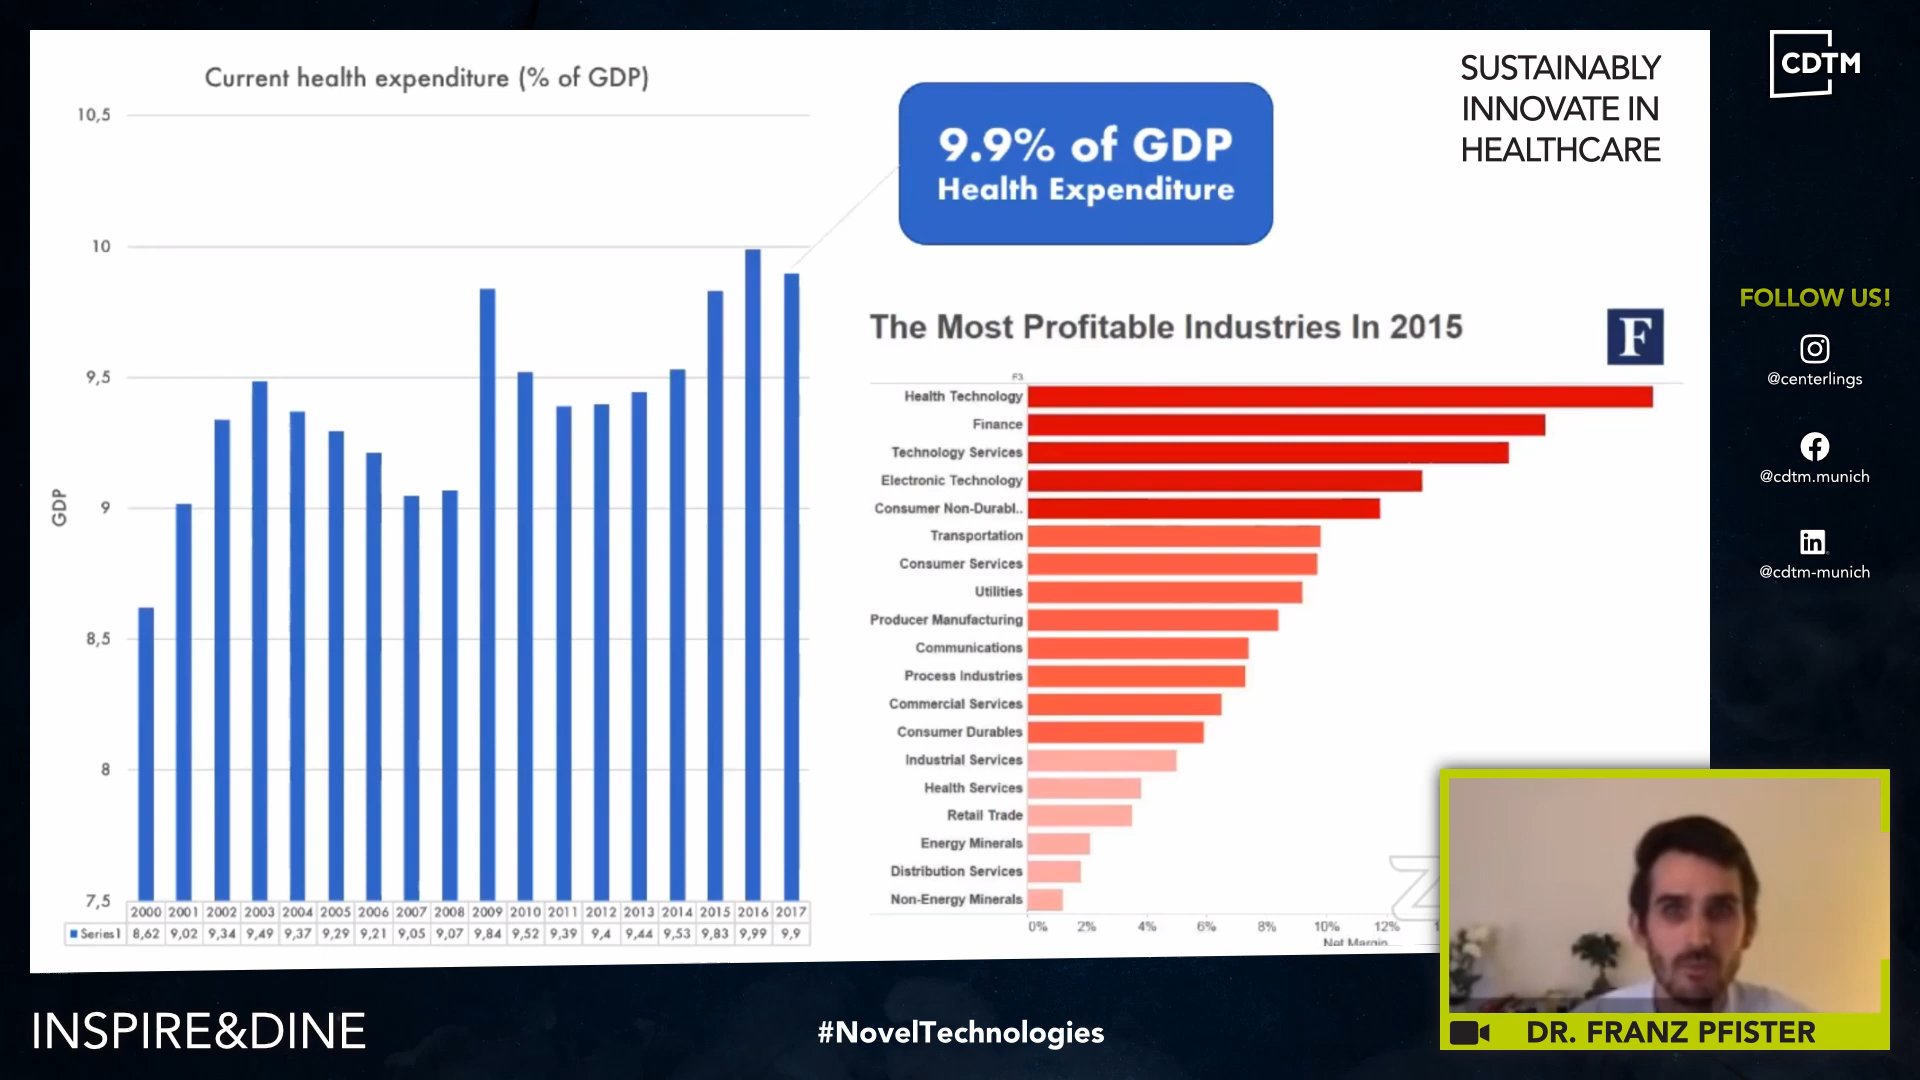 Current health expenditure (% of GDP)
10,5
10
9,5
9
8,5
8
7,5
GDP
2000 2001 2002 2003 2004 2005 2006 2007 2008 2009 2010 2011 2012 2013 2014 2015 2016 2017
Series1 8,62 9,02 9,34 9,49 9,37 9,29 9,21 9,05 9,07 9,84 9,52 9,39 9,4 9,44 9,53 9,83 9,99 9,9
9.9% of GDP
Health Expenditure
SUSTAINABLY
INNOVATE IN
HEALTHCARE
The Most Profitable Industries In 2015
F
F3
Health Technology
Finance
Technology Services
Electronic Technology
Consumer Non-Durabl..
Transportation
Consumer Services
Utilities
Producer Manufacturing
Communications
Process Industries
Commercial Services
Consumer Durables
Industrial Services
Health Services
Retail Trade
Energy Minerals
Distribution Services
Non-Energy Minerals
0% 2% 4% 6% 8% 10% 12%
Net Margin
CDTM
FOLLOW US!
@centerlings
@cdtm.munich
in
@cdtm-munich
INSPIRE&DINE
#NovelTechnologies
DR. FRANZ PFISTER